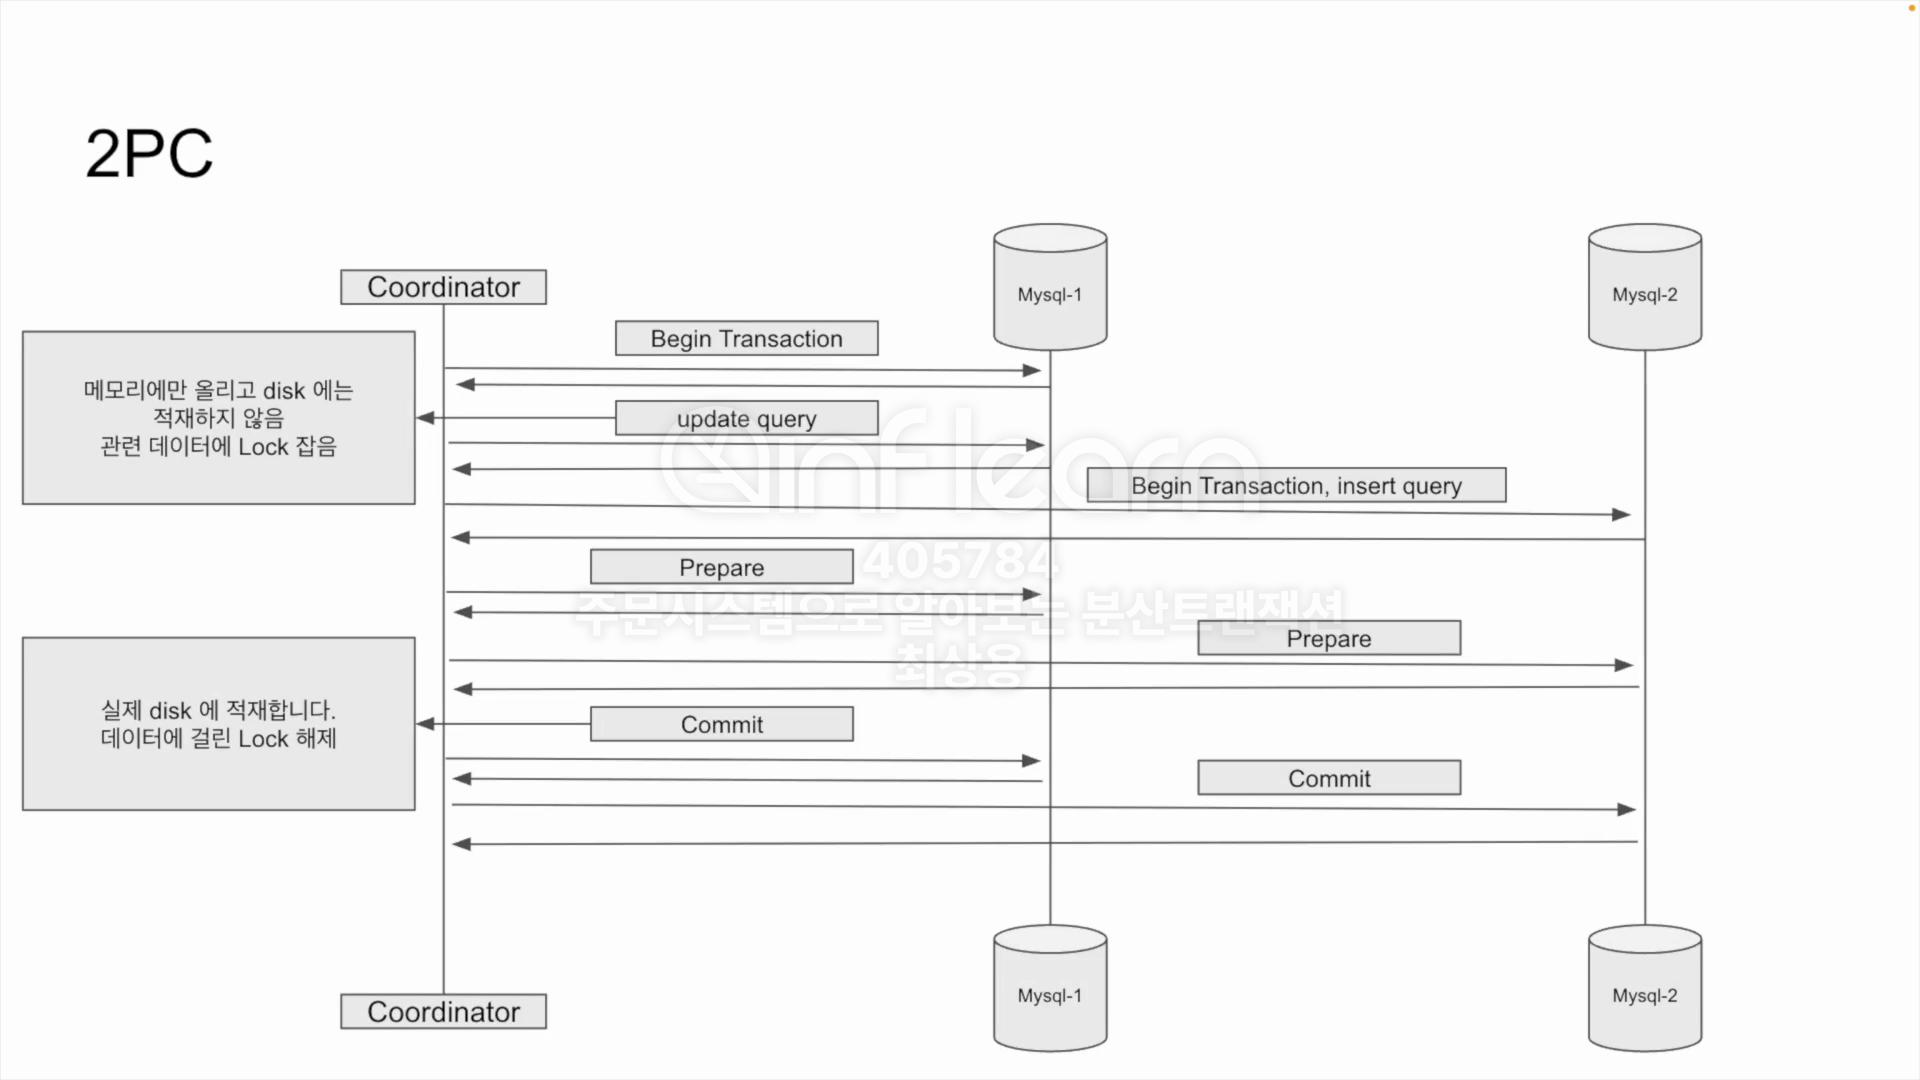 2PC
Mysql-1
Mysql-2
Coordinator
Begin Transaction
메모리에만 올리고 disk 에는
적재하지 않음
관련 데이터에 Lock 잡음
update query
inflearn
Begin Transaction, insert query
405784
Prepare
주문시스템으로 알아보는 분산트랜잭션
Prepare
최상용
실제 disk 에 적재합니다.
데이터에 걸린 Lock 해제
Commit
Commit
Coordinator
Mysql-1
Mysql-2